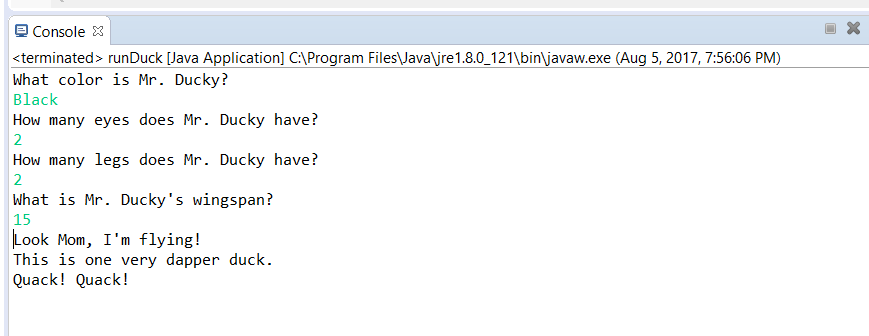 Console
<terminated> runDuck [Java Application] C:\Program Files\Java\jre1.8.0_121\bin\javaw.exe (Aug 5, 2017, 7:56:06 PM)
What color is Mr. Ducky?
Black
How many eyes does Mr. Ducky have?
2
How many legs does Mr. Ducky have?
2
What is Mr. Ducky's wingspan?
15
Look Mom, I'm flying!
This is one very dapper duck.
Quack! Quack!